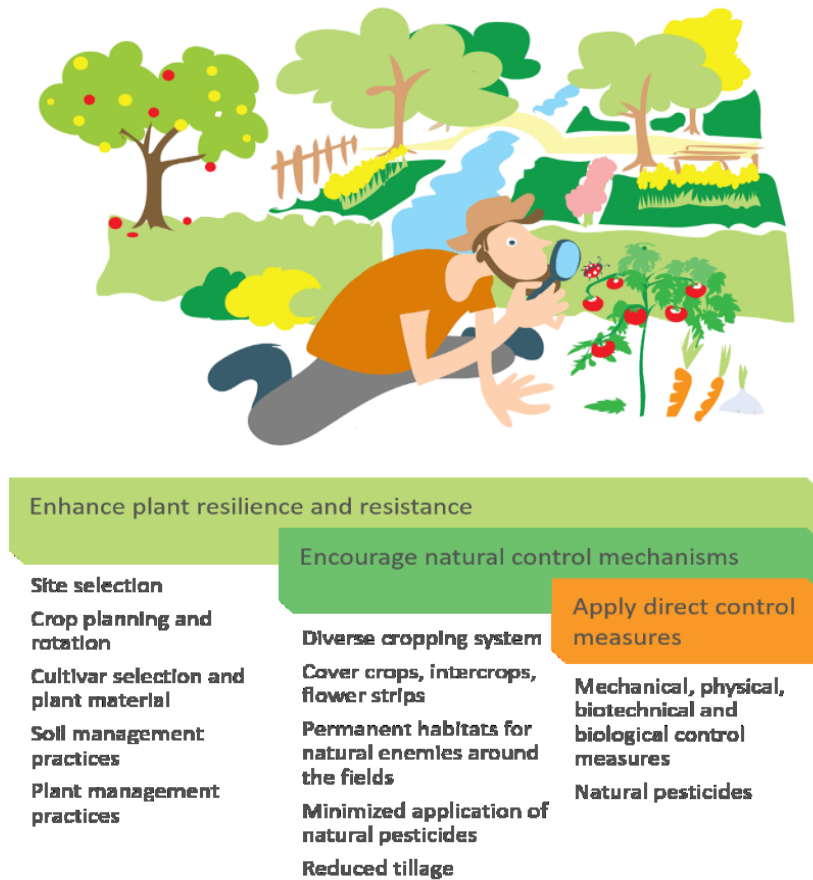 Enhance plant resilience and resistance
Encourage natural control mechanisms
Apply direct control
measures
Site selection
Crop planning and
rotation
Cultivar selection and
plant material
Soil management
practices
Plant management
practices
Diverse cropping system
Cover crops, intercrops,
flower strips
Permanent habitats for
natural enemies around
the fields
Minimized application of
natural pesticides
Reduced tillage
Mechanical, physical,
biotechnical and
biological control
measures
Natural pesticides